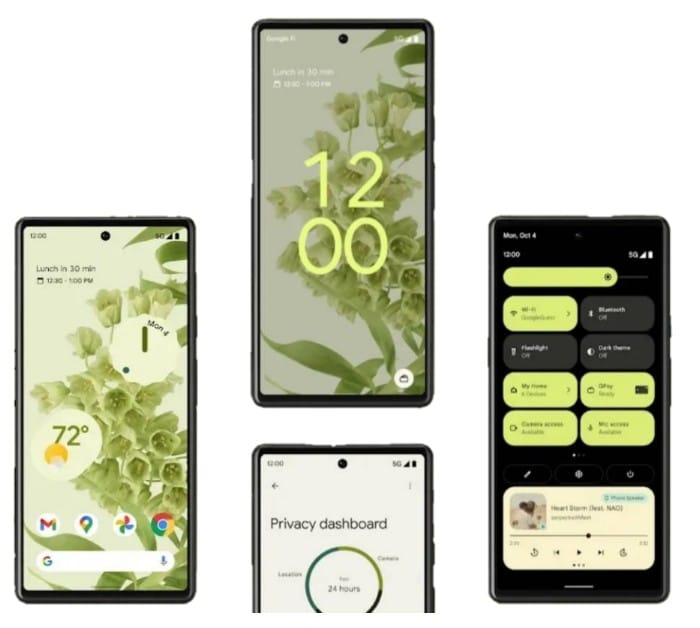 Google Fi
5G
Lunch in 30 min
12:30 - 1:00 PM
12
00
12:00
5G
Lunch in 30 min
12:30 - 1:00 PM
Mon 4
72°
G
12:00
5G
Privacy dashboard
Location
Camera
Past
24 hours
Mon, Oct 4
12:00
5G
Wi-Fi
GoogleGuest
Bluetooth
Off
Flashlight
Off
Dark theme
Off
My Home
6 Devices
GPay
Ready
Camera access
Available
Mic access
Available
Phone Speaker
Heart Storm (feat. NAO)
serpentwithfeet